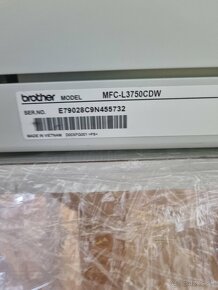 brother MODEL MFC-L3750CDW
SER.NO. E79028C9N455732
MADE IN VIETNAM